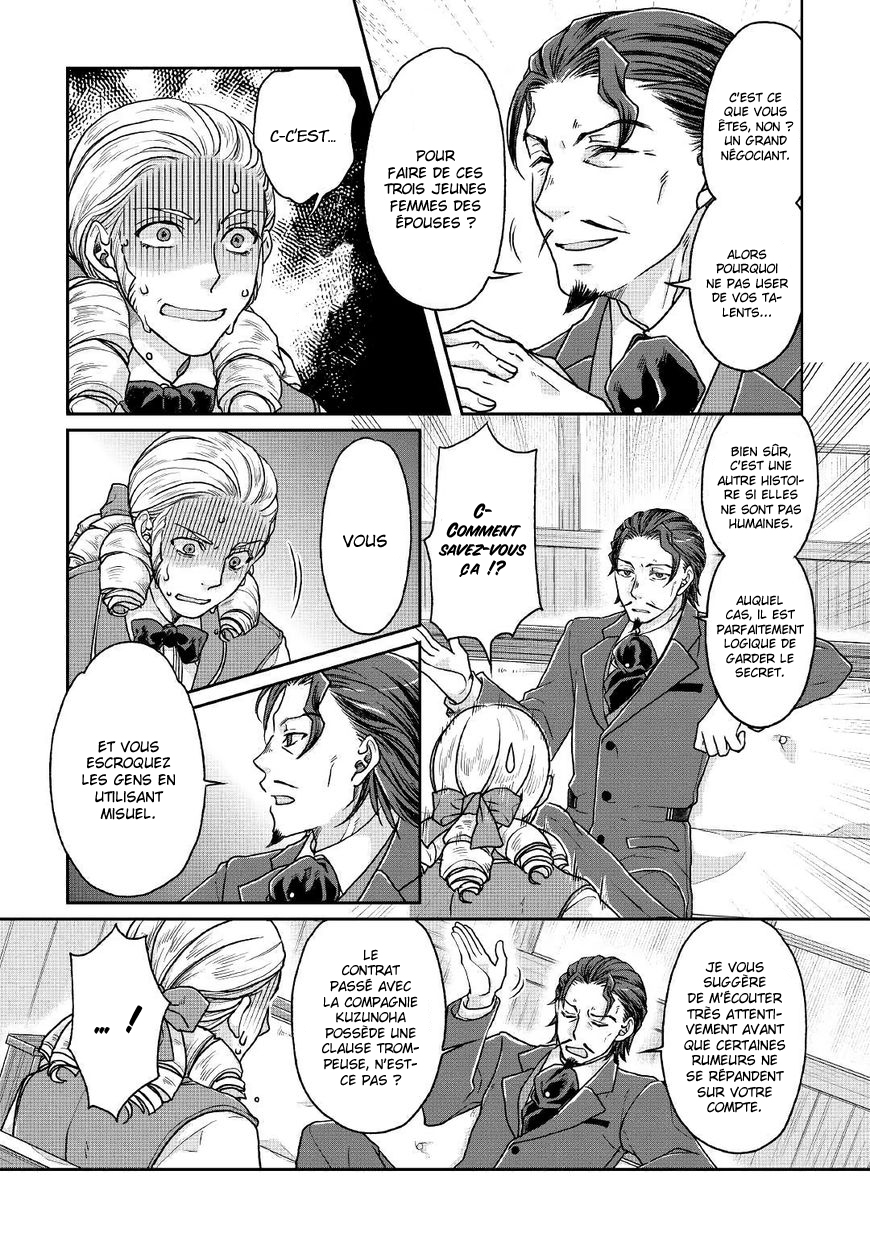 C'EST CE
QUE VOUS
ÊTES, NON ?
UN GRAND
NÉGOCIANT.
ALORS
POURQUOI
NE PAS USER
DE VOS TA-
LENTS...
POUR
FAIRE DE CES
TROIS JEUNES
FEMMES DES
ÉPOUSES ?
C-C'EST...
BIEN SÛR,
C'EST UNE
AUTRE HISTOI-
RE SI ELLES
NE SONT PAS
HUMAINES.
AUQUEL
CAS, IL EST
PARFAITEMENT
LOGIQUE DE
GARDER LE
SECRET.
C-
COMMENT
SAVEZ-VOUS
ÇA !?
VOUS
ET VOUS
ESCROQUEZ
LES GENS EN
UTILISANT
MISUEL.
JE VOUS
SUGGÈRE
DE M'ÉCOUTER
TRÈS ATTENTI-
VEMENT AVANT
QUE CERTAINES
RUMEURS NE
SE RÉPANDENT
SUR VOTRE
COMPTE.
LE
CONTRAT
PASSÉ AVEC
LA COMPAGNIE
KUZUNOHA
POSSÈDE UNE
CLAUSE TROM-
PEUSE, N'EST-
CE PAS ?
... !